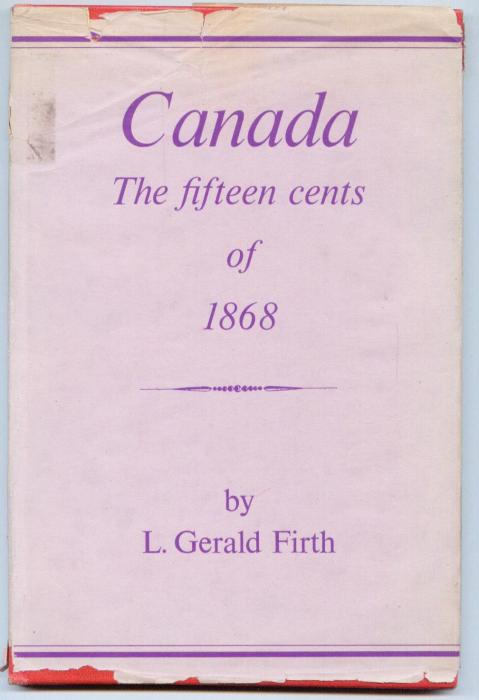 Canada
The fifteen cents
of
1868
by
L. Gerald Firth